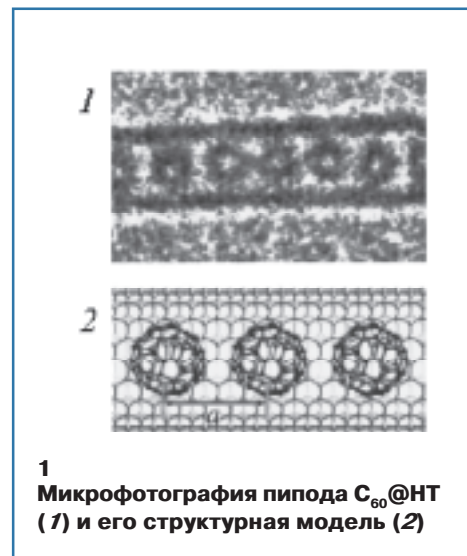 1
2
a
1
Микрофотография пипода C₆₀@НТ
(1) и его структурная модель (2)